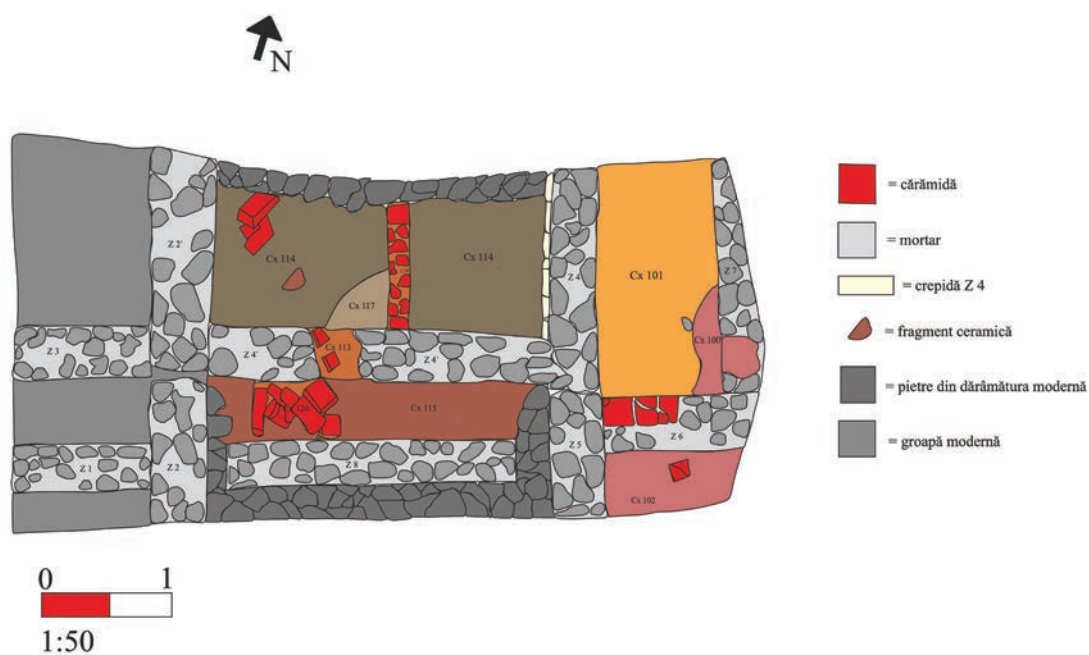 N
= cărămidă
= mortar
= crepidă Z 4
= fragment ceramică
= pietre din dărâmătura modernă
= groapă modernă
Z 2'
Cx 114
Cx 114
Z 4
Cx 101
Z 7
Cx 117
Z 3
Z 4'
Cx 113
Z 4'
Cx 100
Cx 115
Z 5
Z 6
Z 1
Z 2
Z 8
Cx 102
0 1
1:50